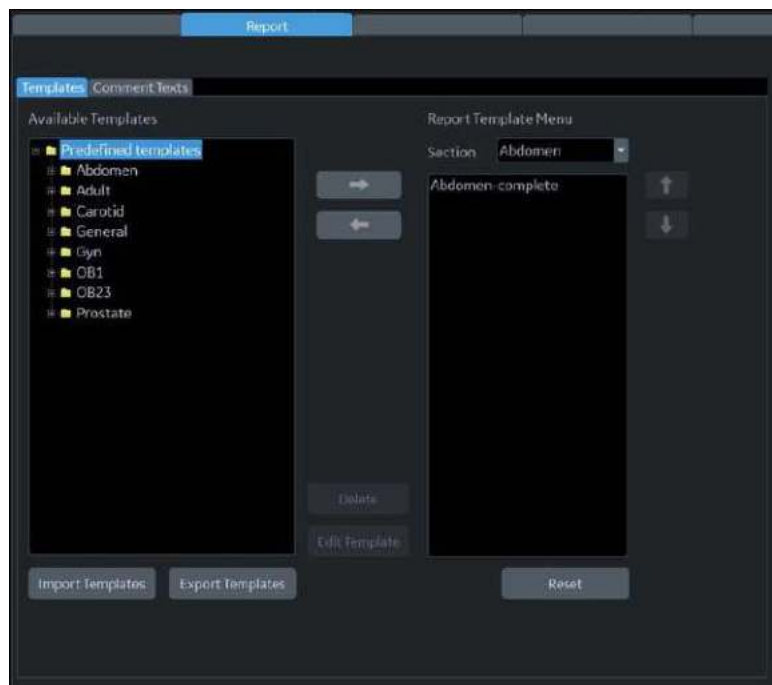 Report
Templates Comment Texts
Available Templates
Report Template Menu
Section Abdomen
Predefined templates
Abdomen
Adult
Carotid
General
Gyn
OB1
OB23
Prostate
Abdomen-complete
Delete
Edit Template
Import Templates Export Templates
Reset